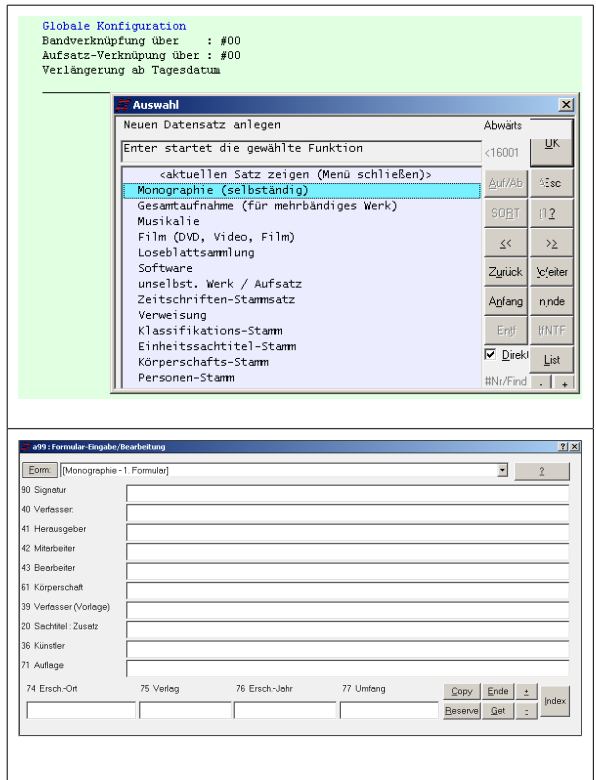 Globale Konfiguration
Bandverknüpfung über : #00
Aufsatz-Verknüpung über : #00
Verlängerung ab Tagesdatum
Auswahl
Neuen Datensatz anlegen
Abwärts
Enter startet die gewählte Funktion
<16001
<aktuellen Satz zeigen (Menü schließen)>
Monographie (selbständig)
Gesamtaufnahme (für mehrbändiges Werk)
Musikalie
Film (DVD, Video, Film)
Loseblattsammlung
Software
unselbst. Werk / Aufsatz
Zeitschriften-Stammsatz
Verweisung
Klassifikations-Stamm
Einheitssachtitel-Stamm
Körperschafts-Stamm
Personen-Stamm
Auf/Ab
SORT
<<
>>
Zurück
Anfang
Entf
Direkt
List
#Nr/Find
-
+
a99 : Formular-Eingabe/Bearbeitung
? ×
Form: [Monographie - 1. Formular]
?
90 Signatur
40 Verfasser:
41 Herausgeber
42 Mitarbeiter
43 Bearbeiter
61 Körperschaft
39 Verfasser (Vorlage)
20 Sachtitel : Zusatz
36 Künstler
71 Auflage
74 Ersch.-Ort 75 Verlag 76 Ersch.-Jahr 77 Umfang
Copy Ende +
Index
Reserve Get -